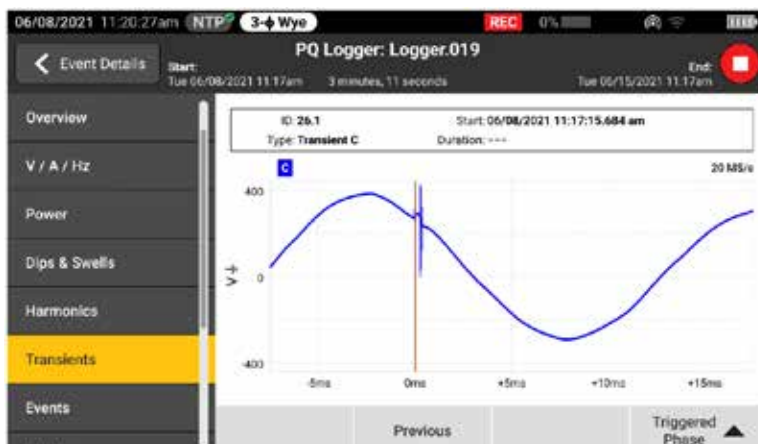 06/08/2021 11:20:27am NTP 3-ϕ Wye REC 0%
Event Details
PQ Logger: Logger.019
Start:
Tue 06/08/2021 11:17am 3 minutes, 11 seconds
End:
Tue 06/15/2021 11:17am
Overview
V / A / Hz
Power
Dips & Swells
Harmonics
Transients
Events
ID: 26.1 Start: 06/08/2021 11:17:15.684 am
Type: Transient C Duration: ---
C
20 MS/s
400
0
-400
V
-5ms 0ms +5ms +10ms +15ms
Previous
Triggered
Phase